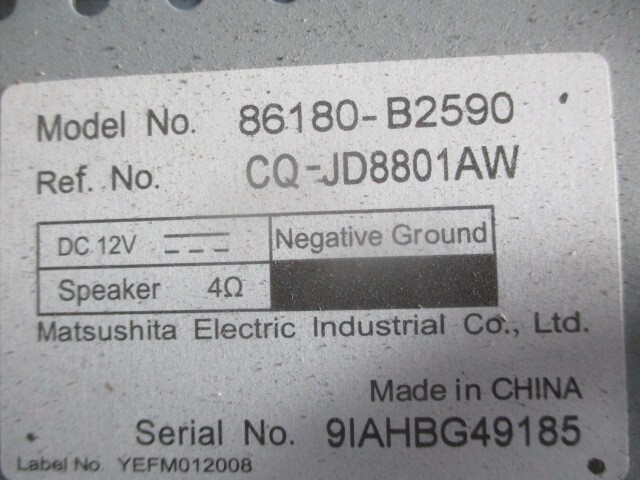 Model No. 86180-B2590
Ref. No. CQ-JD8801AW
DC 12V Negative Ground
Speaker 4Ω
Matsushita Electric Industrial Co., Ltd.
Made in CHINA
Serial No. 9IAHBG49185
Label No. YEFM012008